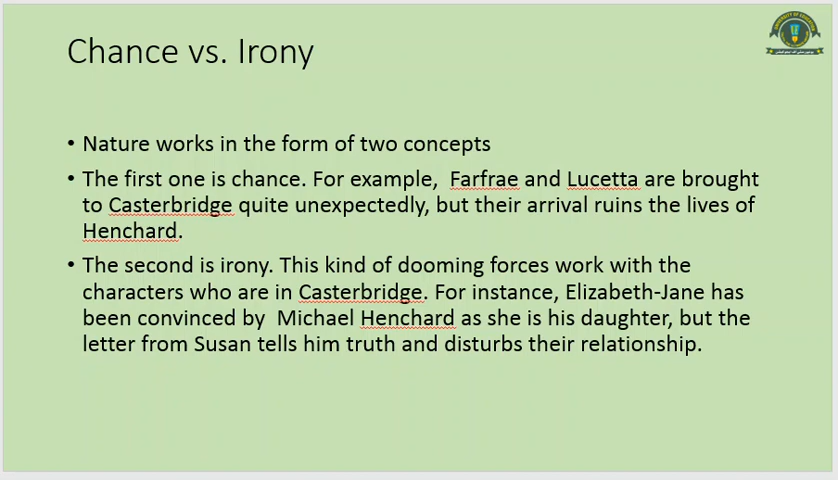 Chance vs. Irony
• Nature works in the form of two concepts
• The first one is chance. For example,  Farfrae and Lucetta are brought
to Casterbridge quite unexpectedly, but their arrival ruins the lives of
Henchard.
• The second is irony. This kind of dooming forces work with the
characters who are in Casterbridge. For instance, Elizabeth-Jane has
been convinced by  Michael Henchard as she is his daughter, but the
letter from Susan tells him truth and disturbs their relationship.